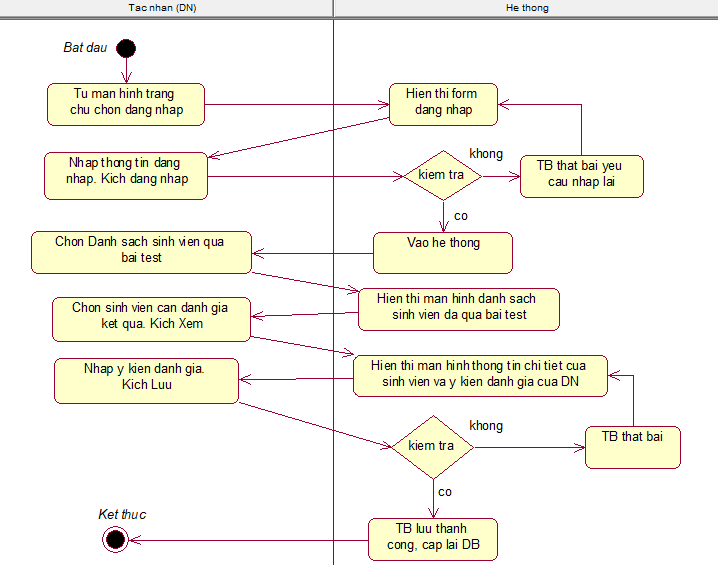 Tac nhan (DN)
He thong
Bat dau
Tu man hinh trang
chu chon dang nhap
Hien thi form
dang nhap
Nhap thong tin dang
nhap. Kich dang nhap
kiem tra
khong
TB that bai yeu
cau nhap lai
co
Vao he thong
Chon Danh sach sinh vien qua
bai test
Hien thi man hinh danh sach
sinh vien da qua bai test
Chon sinh vien can danh gia
ket qua. Kich Xem
Hien thi man hinh thong tin chi tiet cua
sinh vien va y kien danh gia cua DN
Nhap y kien danh gia.
Kich Luu
kiem tra
khong
TB that bai
co
TB luu thanh
cong, cap lai DB
Ket thuc